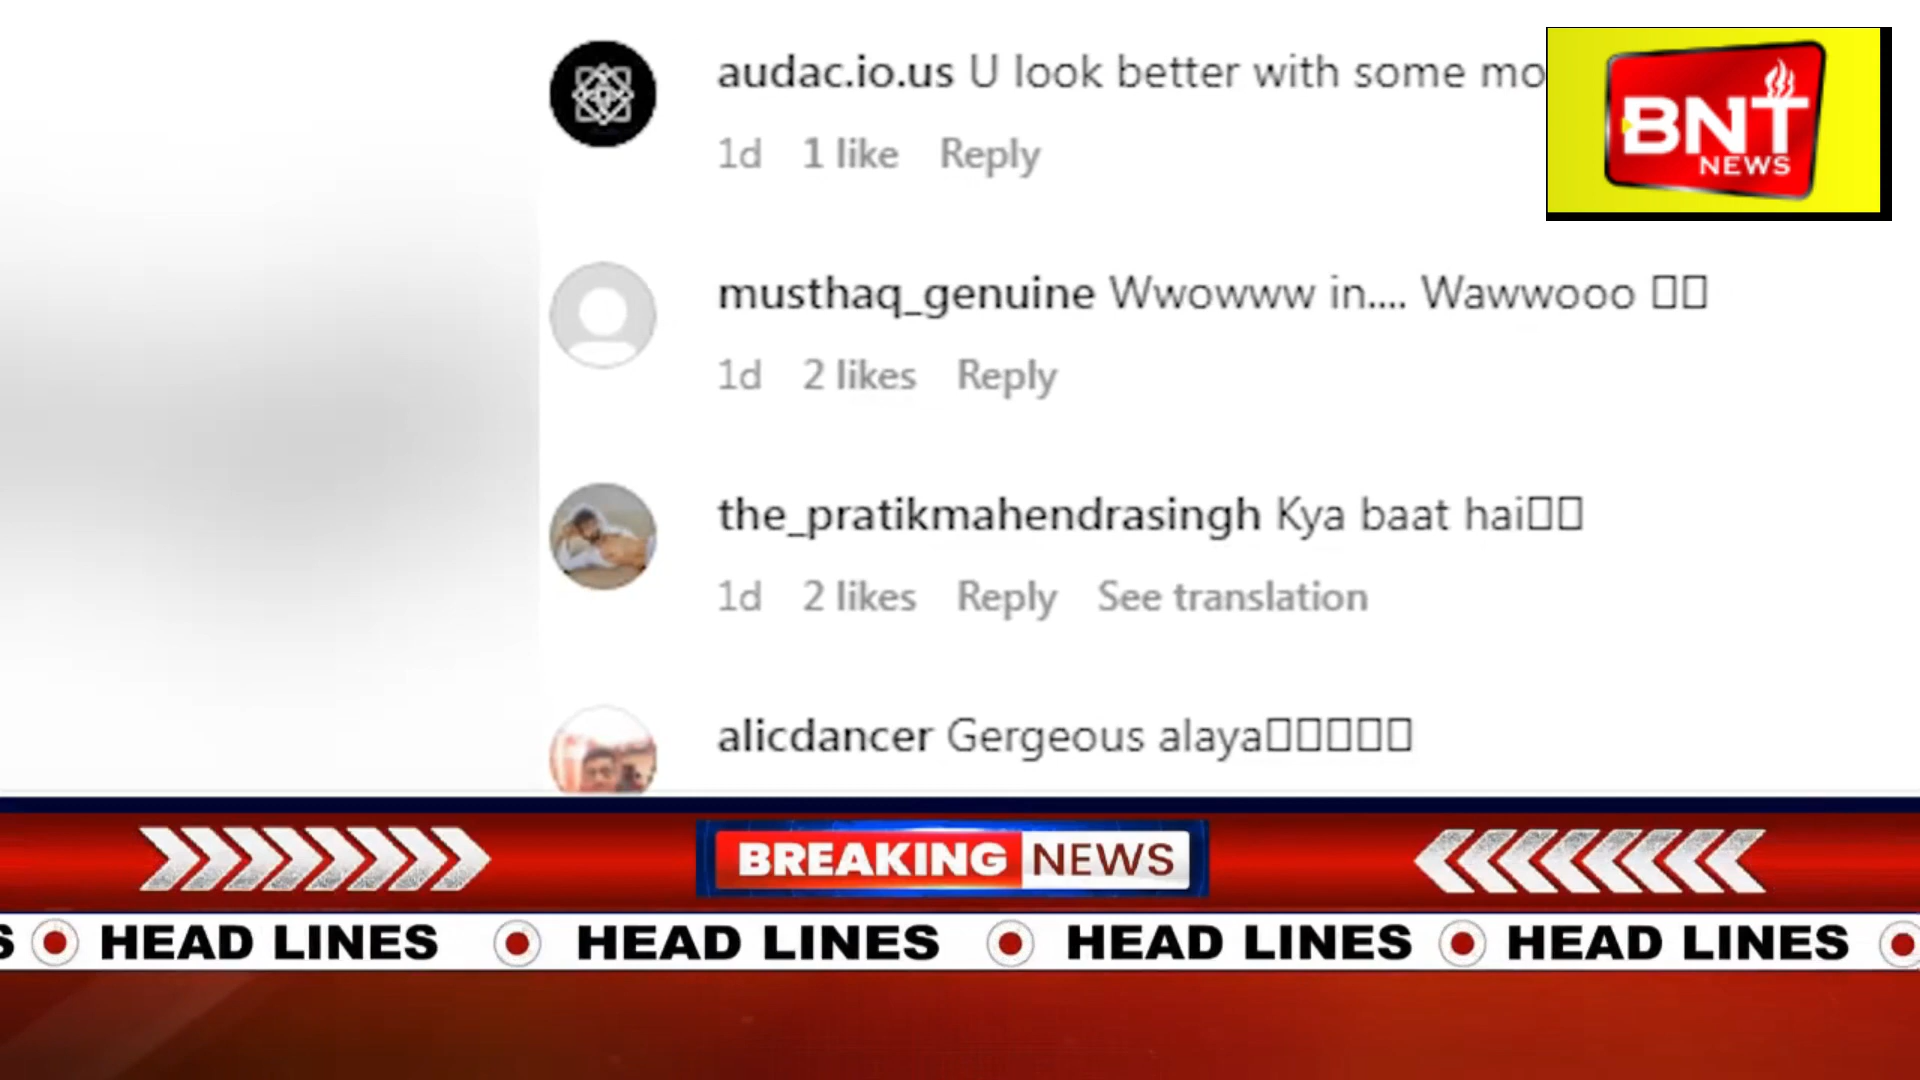 audac.io.us U look better with some
1d 1 like Reply
BNT
NEWS
musthaq_genuine Wwowww in.... Wawwooo
1d 2 likes Reply
the_pratikmahendrasingh Kya baat hai
1d 2 likes Reply See translation
alicdancer Gergeous alaya
BREAKING NEWS
HEAD LINES HEAD LINES HEAD LINES HEAD LINES